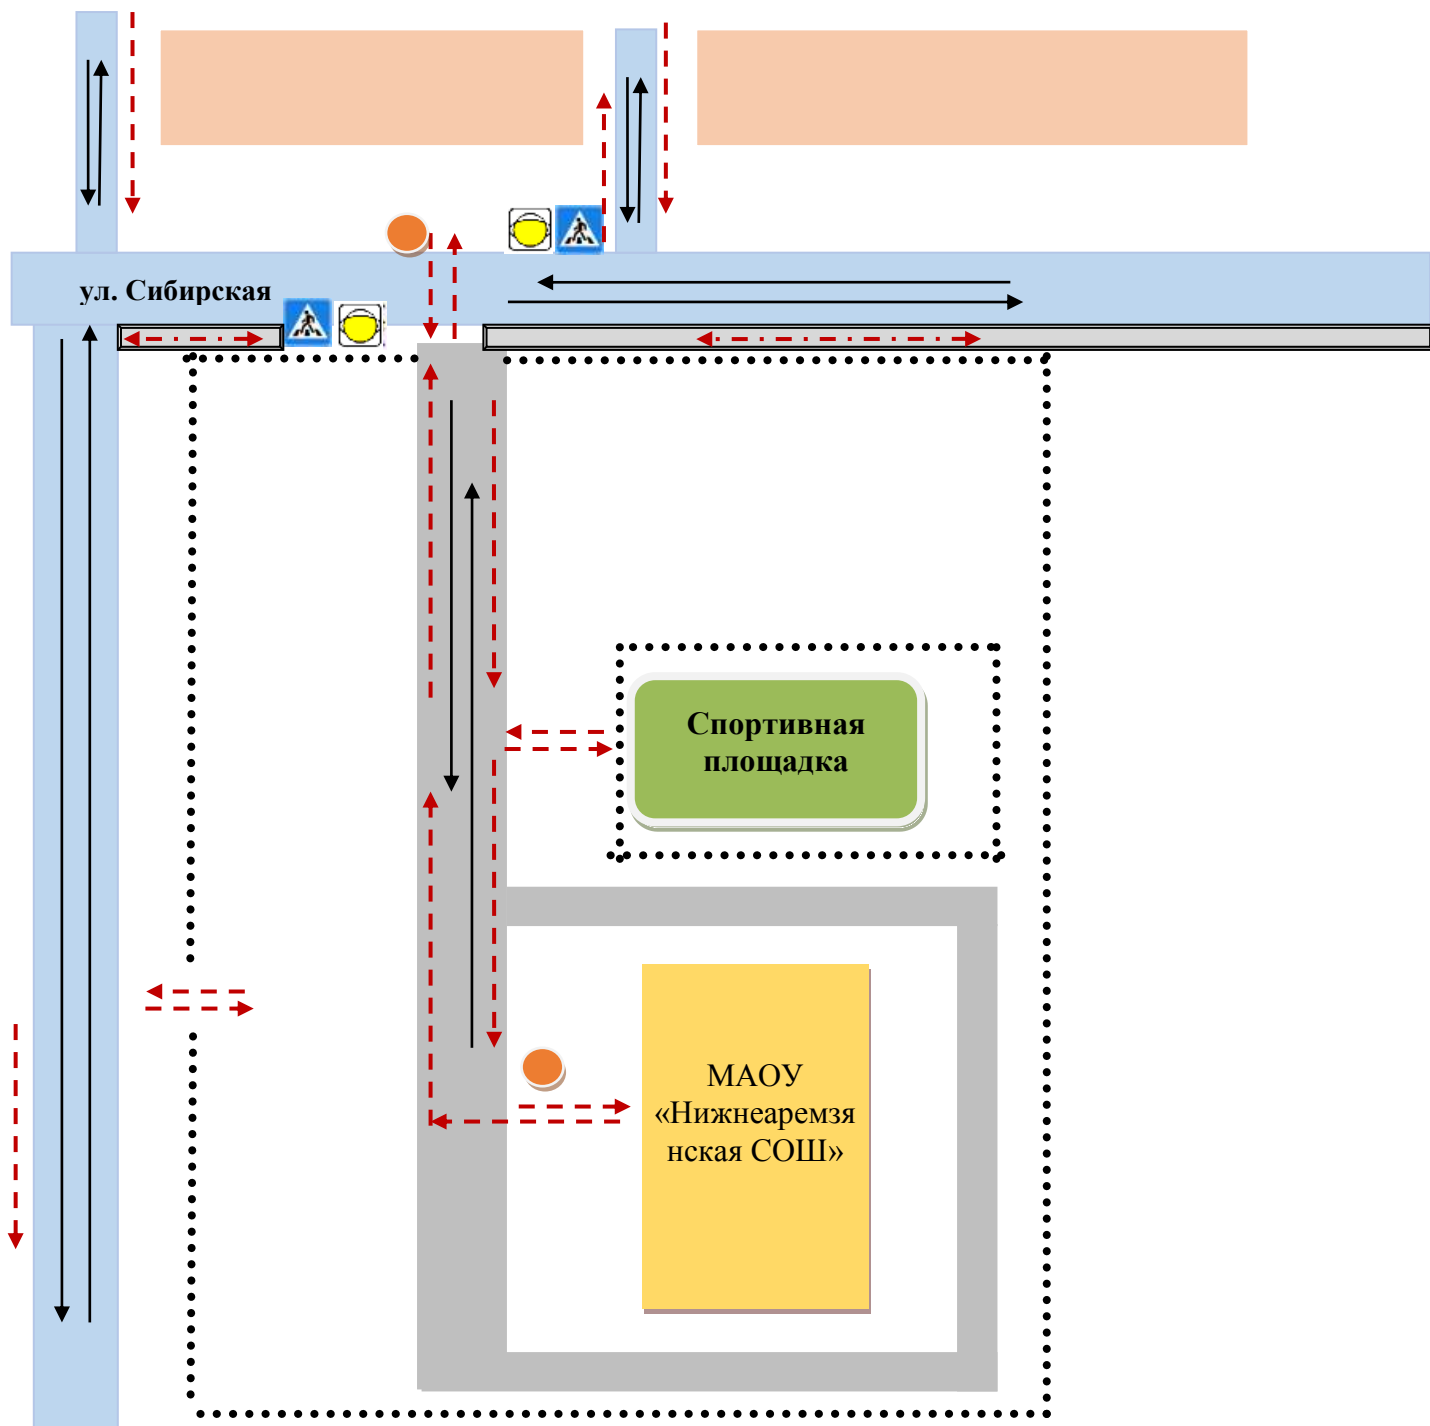 ул. Сибирская
Спортивная
площадка
МАОУ
«Нижнеаремзя
нская СОШ»